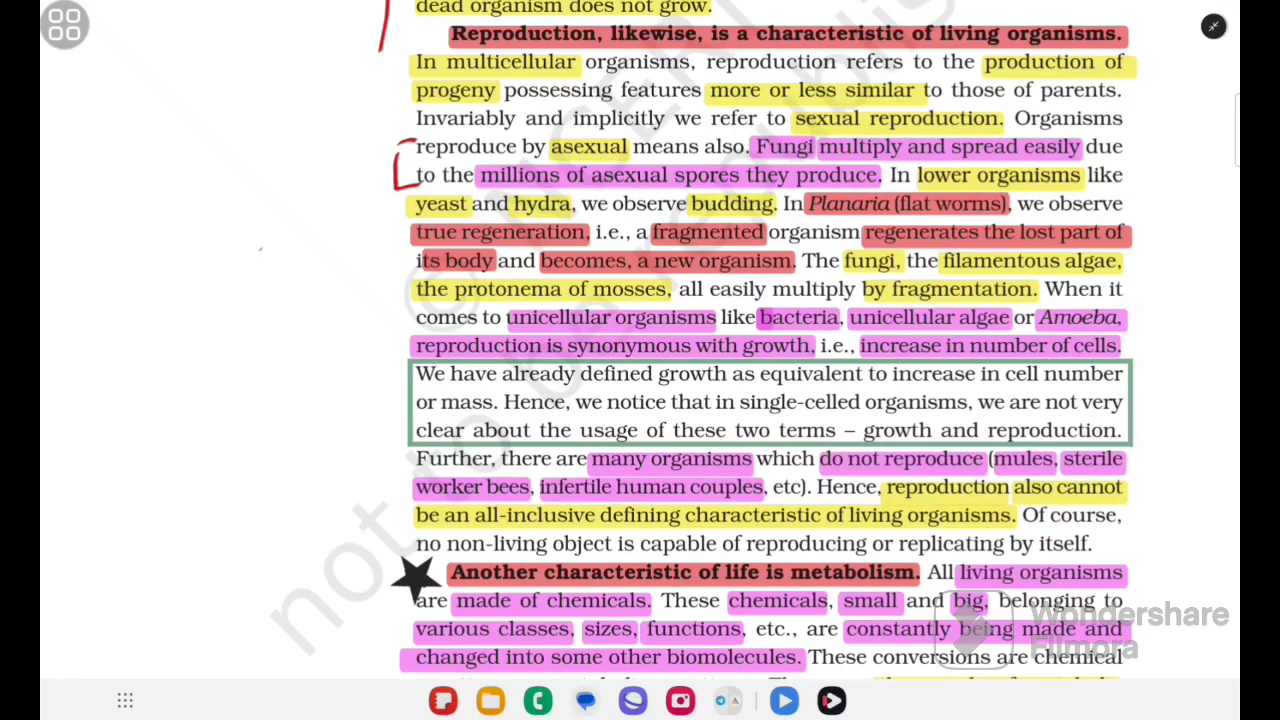 dead organism does not grow.
Reproduction, likewise, is a characteristic of living organisms.
In multicellular organisms, reproduction refers to the production of
progeny possessing features more or less similar to those of parents.
Invariably and implicitly we refer to sexual reproduction. Organisms
reproduce by asexual means also. Fungi multiply and spread easily due
to the millions of asexual spores they produce. In lower organisms like
yeast and hydra, we observe budding. In Planaria (flat worms), we observe
true regeneration, i.e., a fragmented organism regenerates the lost part of
its body and becomes, a new organism. The fungi, the filamentous algae,
the protonema of mosses, all easily multiply by fragmentation. When it
comes to unicellular organisms like bacteria, unicellular algae or Amoeba,
reproduction is synonymous with growth, i.e., increase in number of cells.
We have already defined growth as equivalent to increase in cell number
or mass. Hence, we notice that in single-celled organisms, we are not very
clear about the usage of these two terms – growth and reproduction.
Further, there are many organisms which do not reproduce (mules, sterile
worker bees, infertile human couples, etc). Hence, reproduction also cannot
be an all-inclusive defining characteristic of living organisms. Of course,
no non-living object is capable of reproducing or replicating by itself.
Another characteristic of life is metabolism. All living organisms
are made of chemicals. These chemicals, small and big, belonging to
various classes, sizes, functions, etc., are constantly being made and
changed into some other biomolecules. These conversions are chemical
Wondershare
Filmora